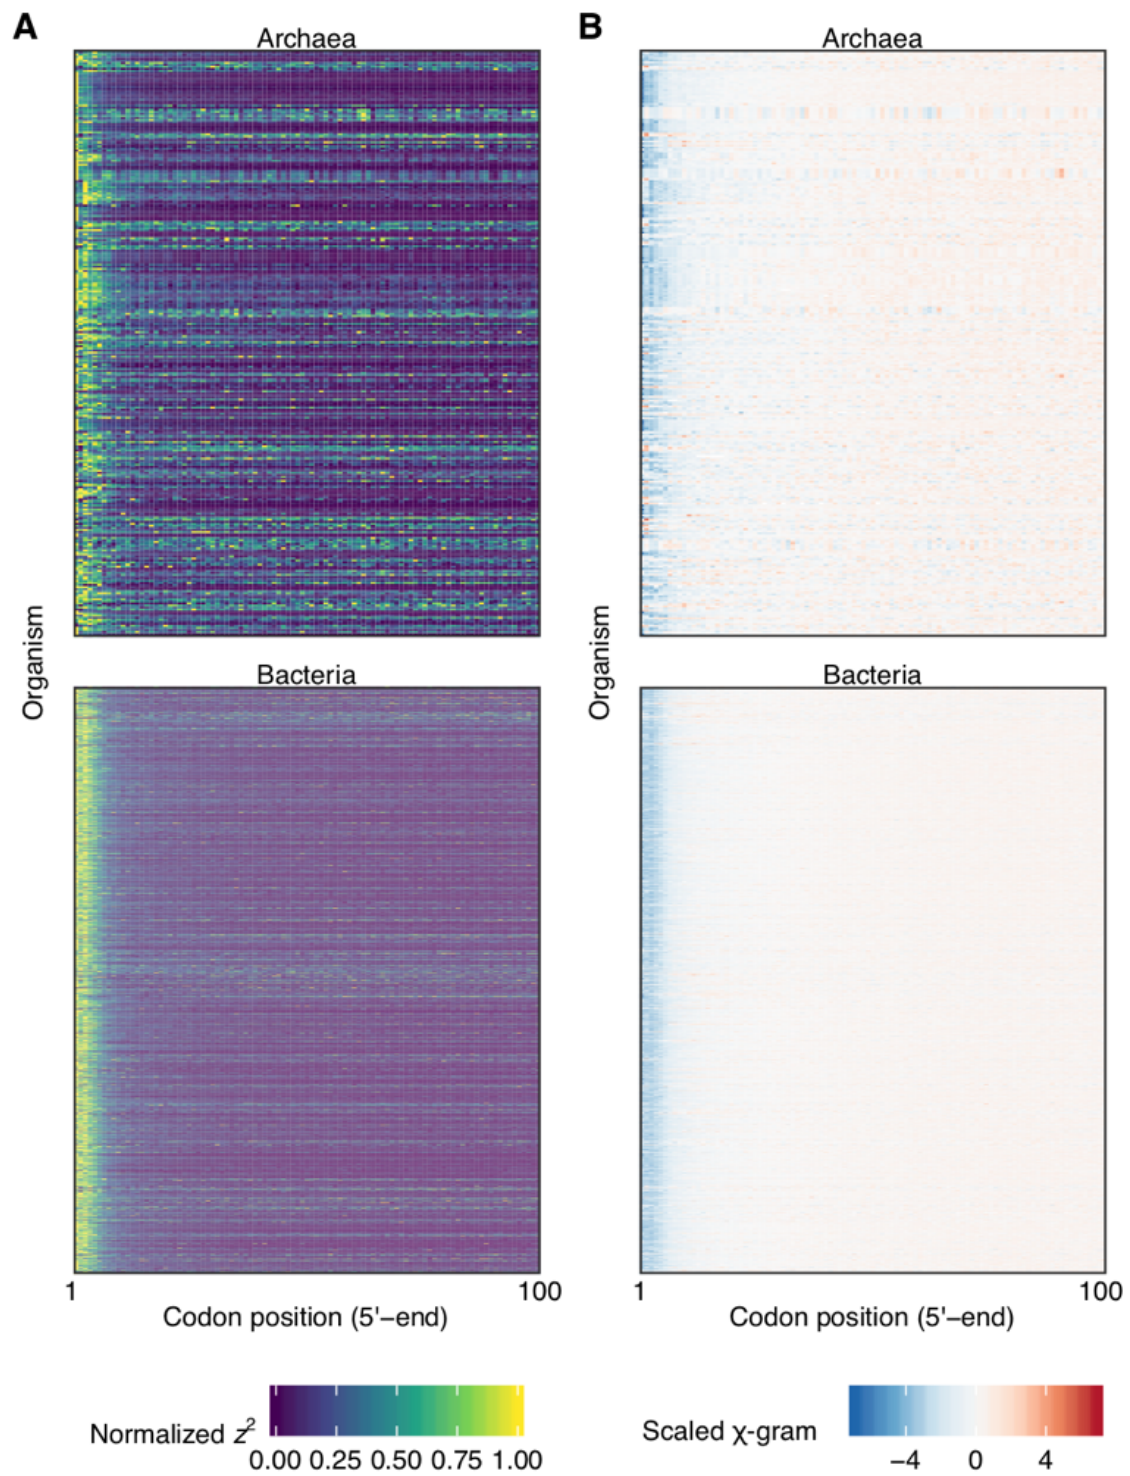 A
B
Archaea
Archaea
Organism
Organism
Bacteria
Bacteria
1
100
1
100
Codon position (5'−end)
Codon position (5'−end)
Normalized z²
0.00 0.25 0.50 0.75 1.00
Scaled χ-gram
−4 0 4